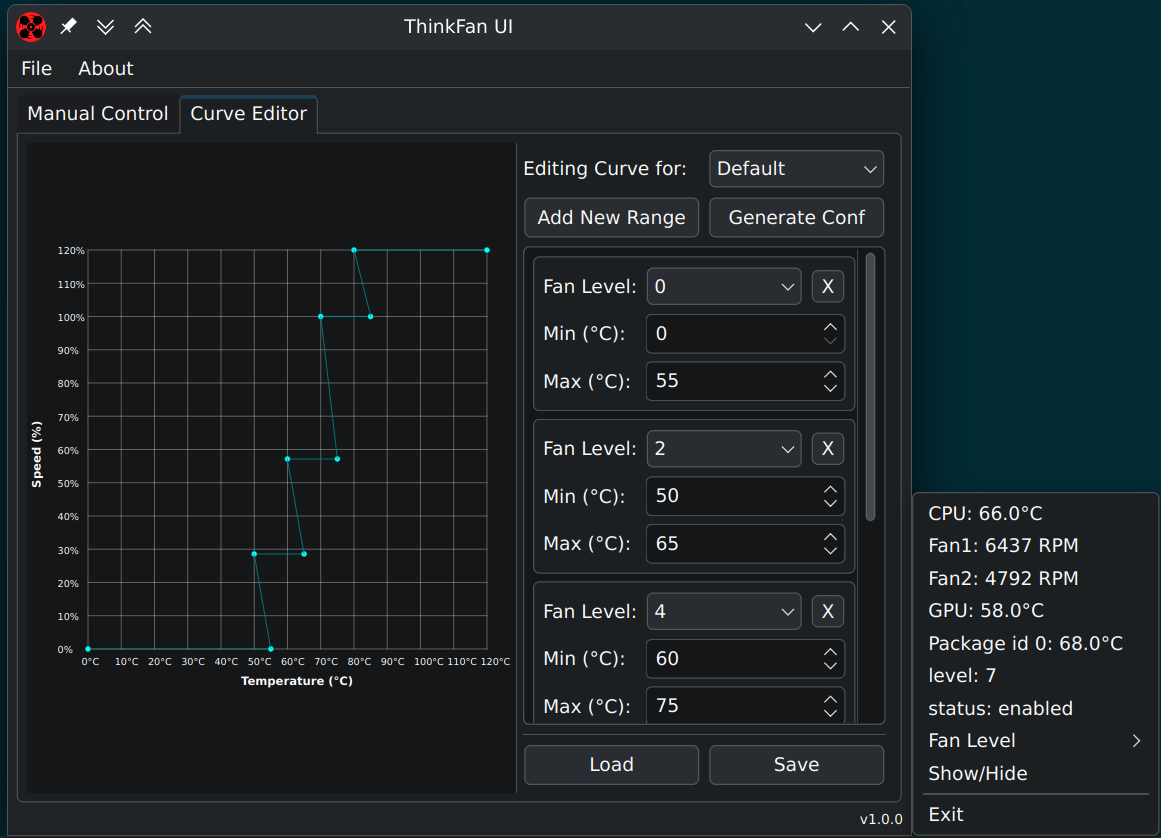 ThinkFan UI
File About
Manual Control Curve Editor
Editing Curve for: Default
Add New Range Generate Conf
120%
110%
100%
90%
80%
70%
60%
50%
40%
30%
20%
10%
0%
Speed (%)
0°C 10°C 20°C 30°C 40°C 50°C 60°C 70°C 80°C 90°C 100°C 110°C 120°C
Temperature (°C)
Fan Level: 0 X
Min (°C): 0
Max (°C): 55
Fan Level: 2 X
Min (°C): 50
Max (°C): 65
Fan Level: 4 X
Min (°C): 60
Max (°C): 75
Load Save
v1.0.0
CPU: 66.0°C
Fan1: 6437 RPM
Fan2: 4792 RPM
GPU: 58.0°C
Package id 0: 68.0°C
level: 7
status: enabled
Fan Level
Show/Hide
Exit